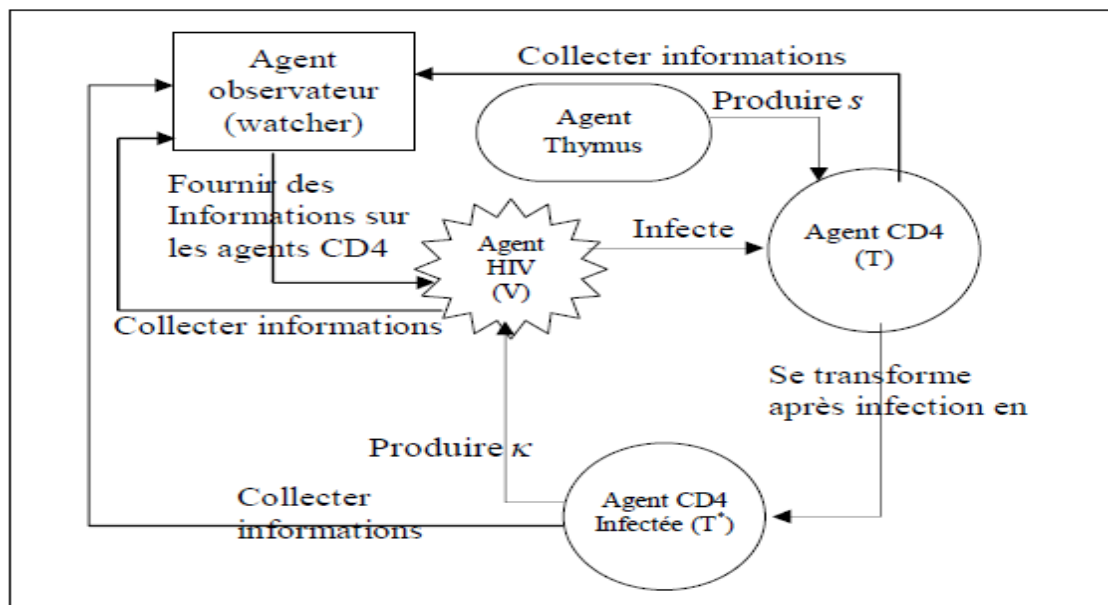 Agent
observateur
(watcher)
Collecter informations
Produire s
Agent
Thymus
Fournir des
Informations sur
les agents CD4
Agent
HIV
(V)
Infecte
Agent CD4
(T)
Collecter informations
Se transforme
après infection en
Produire κ
Collecter
informations
Agent CD4
Infectée (T*)